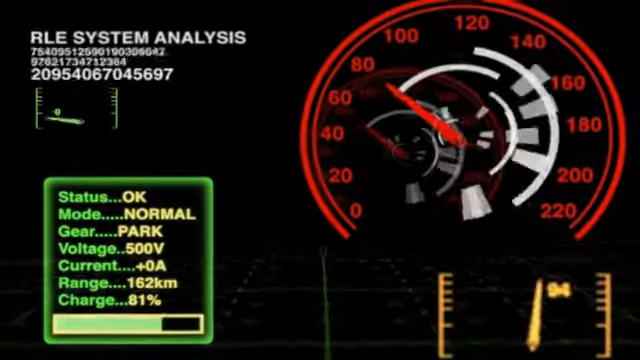 RLE SYSTEM ANALYSIS
20954067045697
Status...OK
Mode.....NORMAL
Gear....PARK
Voltage..500V
Current....+0A
Range....162km
Charge...81%
0
20
40
60
80
100
120
140
160
180
200
220
94